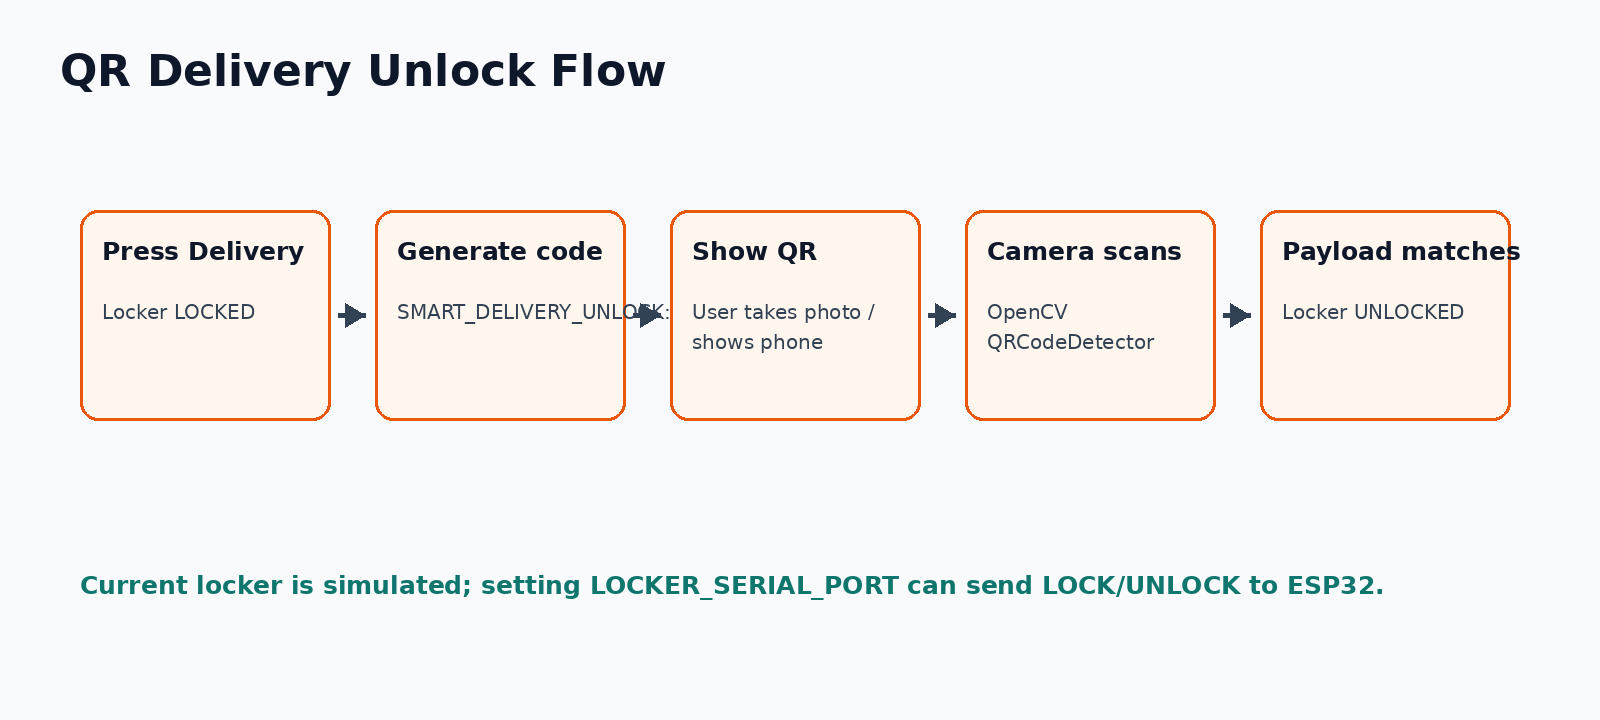 QR Delivery Unlock Flow
Press Delivery
Locker LOCKED
Generate code
SMART_DELIVERY_UNLOCK:
Show QR
User takes photo /
shows phone
Camera scans
OpenCV
QRCodeDetector
Payload matches
Locker UNLOCKED
Current locker is simulated; setting LOCKER_SERIAL_PORT can send LOCK/UNLOCK to ESP32.